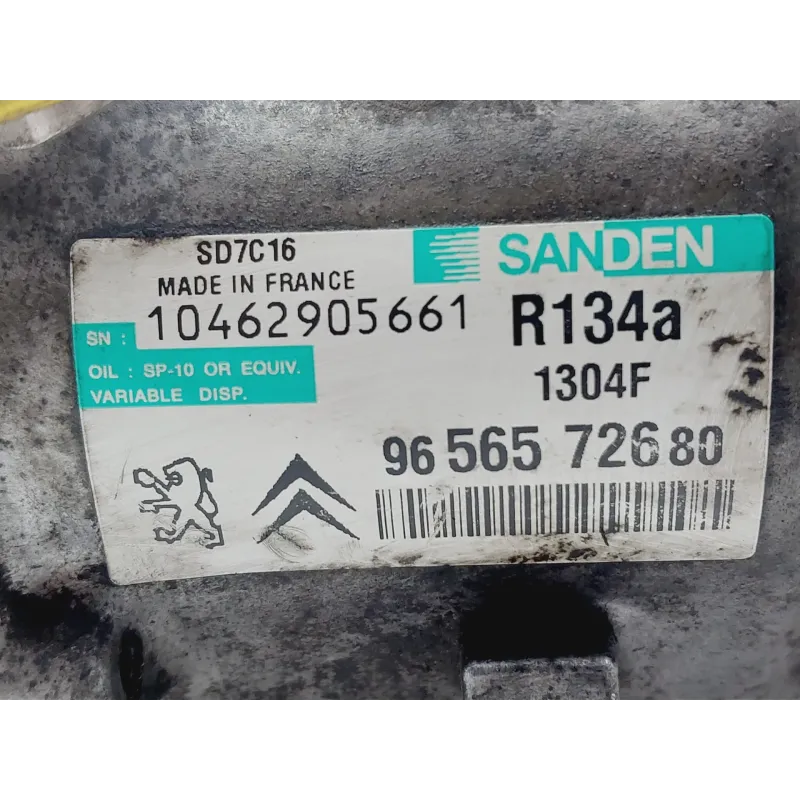 SD7C16
MADE IN FRANCE
SANDEN
SN : 10462905661
R134a
OIL : SP-10 OR EQUIV.
VARIABLE DISP.
1304F
96 565 726 80